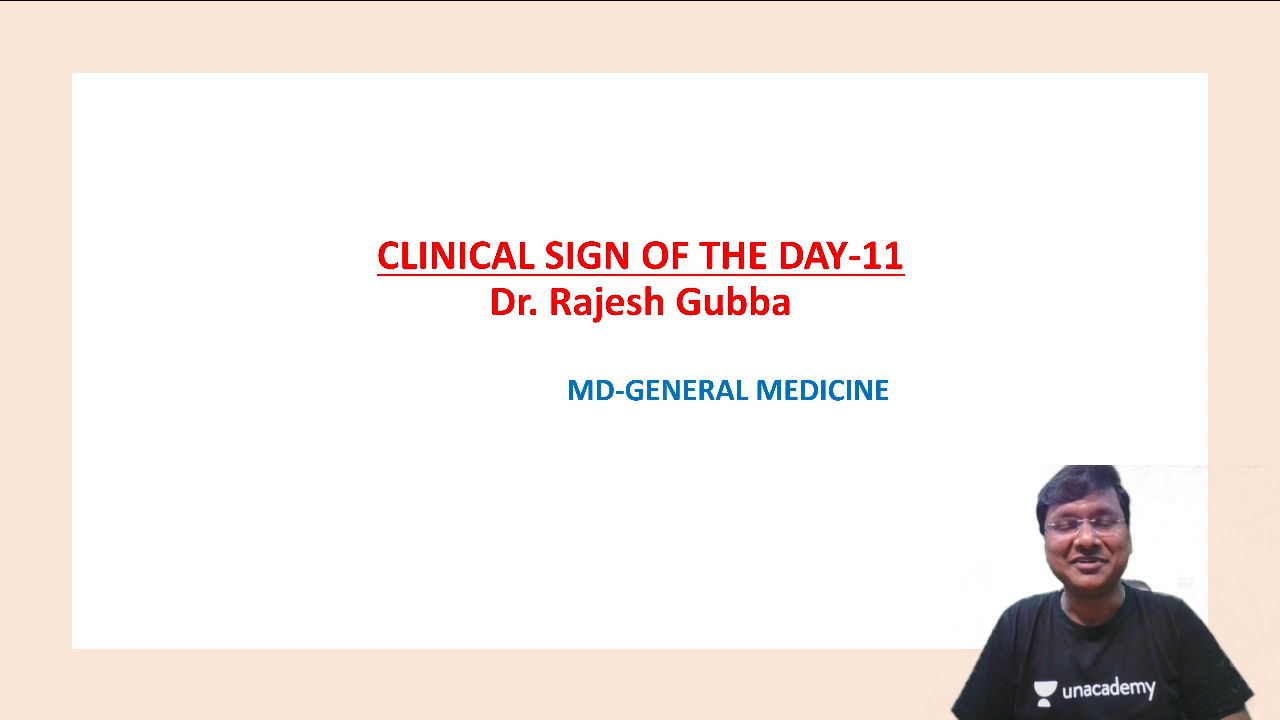 CLINICAL SIGN OF THE DAY-11
Dr. Rajesh Gubba
MD-GENERAL MEDICINE
unacademy